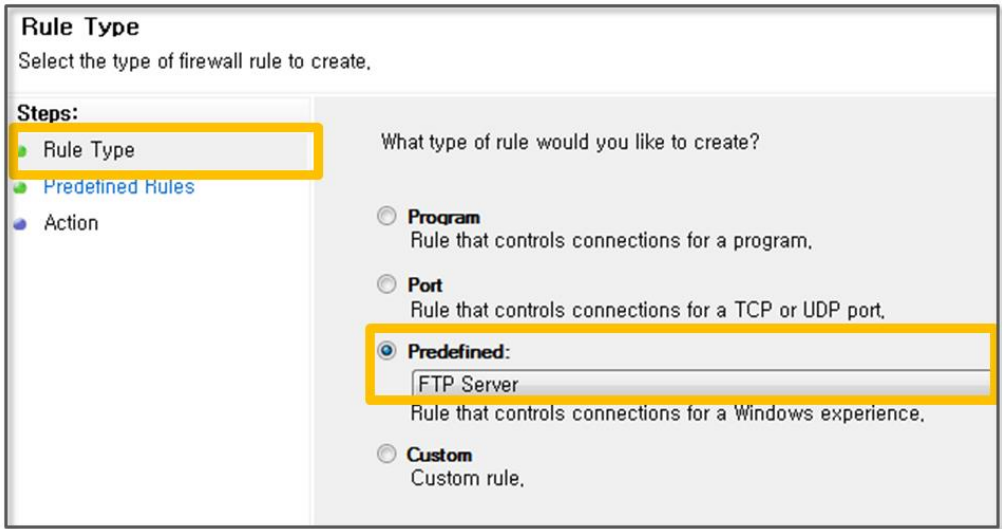 Rule Type
Select the type of firewall rule to create.
Steps:
Rule Type
Predefined Rules
Action
What type of rule would you like to create?
Program
Rule that controls connections for a program.
Port
Rule that controls connections for a TCP or UDP port.
Predefined:
FTP Server
Rule that controls connections for a Windows experience.
Custom
Custom rule.